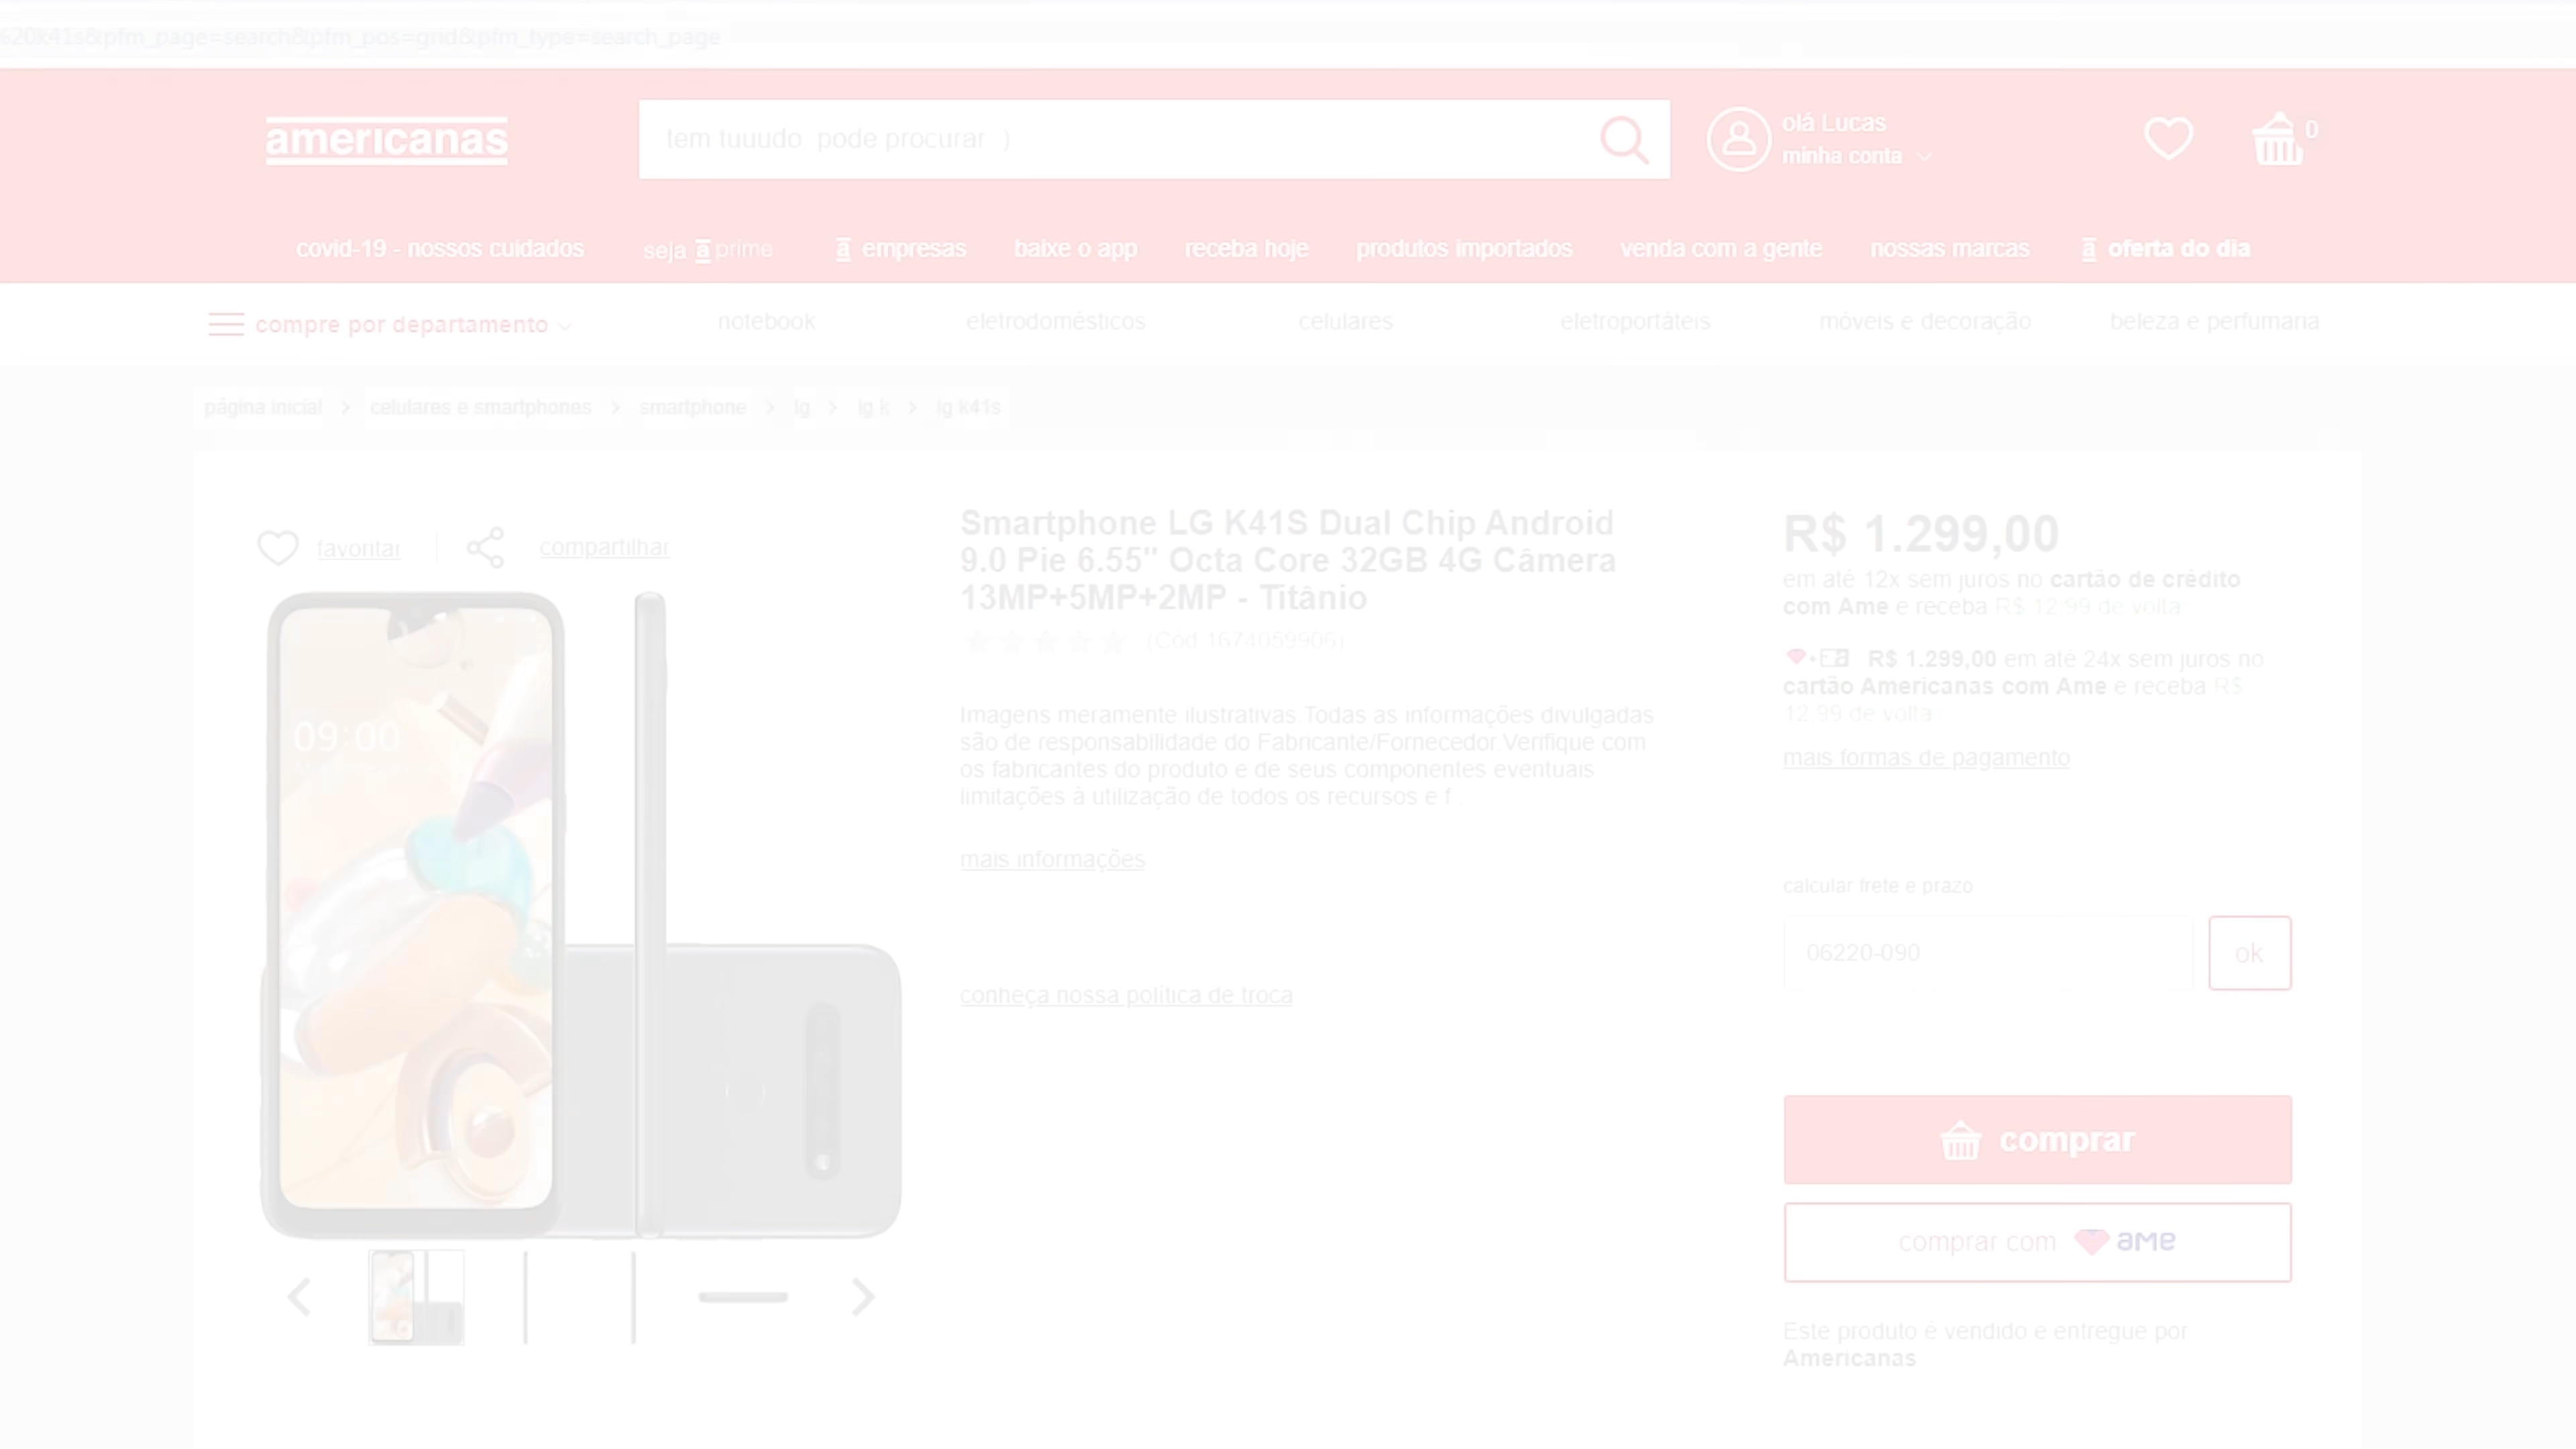 %20k41s&tpfm_page=search&tpfm_pos=grid&tpfm_type=search_page
americanas
tem tuuudo pode procurar :)
olá Lucas
minha conta
0
covid-19 - nossos cuidados
seja a prime
a empresas
baixe o app
receba hoje
produtos importados
venda com a gente
nossas marcas
a oferta do dia
compre por departamento
notebook
eletrodomésticos
celulares
eletroportáteis
móveis e decoração
beleza e perfumaria
página inicial > celulares e smartphones > smartphone > lg > lg k > lg k41s
favoritar
compartilhar
09:00
Smartphone LG K41S Dual Chip Android
9.0 Pie 6.55" Octa Core 32GB 4G Câmera
13MP+5MP+2MP - Titânio
(Cód.1674059906)
Imagens meramente ilustrativas.Todas as informações divulgadas
são de responsabilidade do Fabricante/Fornecedor.Verifique com
os fabricantes do produto e de seus componentes eventuais
limitações à utilização de todos os recursos e f
mais informações
conheça nossa política de troca
R$ 1.299,00
em até 12x sem juros no cartão de crédito
com Ame e receba R$ 12,99 de volta
R$ 1.299,00 em até 24x sem juros no
cartão Americanas com Ame e receba R$
12,99 de volta
mais formas de pagamento
calcular frete e prazo
06220-090
ok
comprar
comprar com ame
Este produto é vendido e entregue por
Americanas